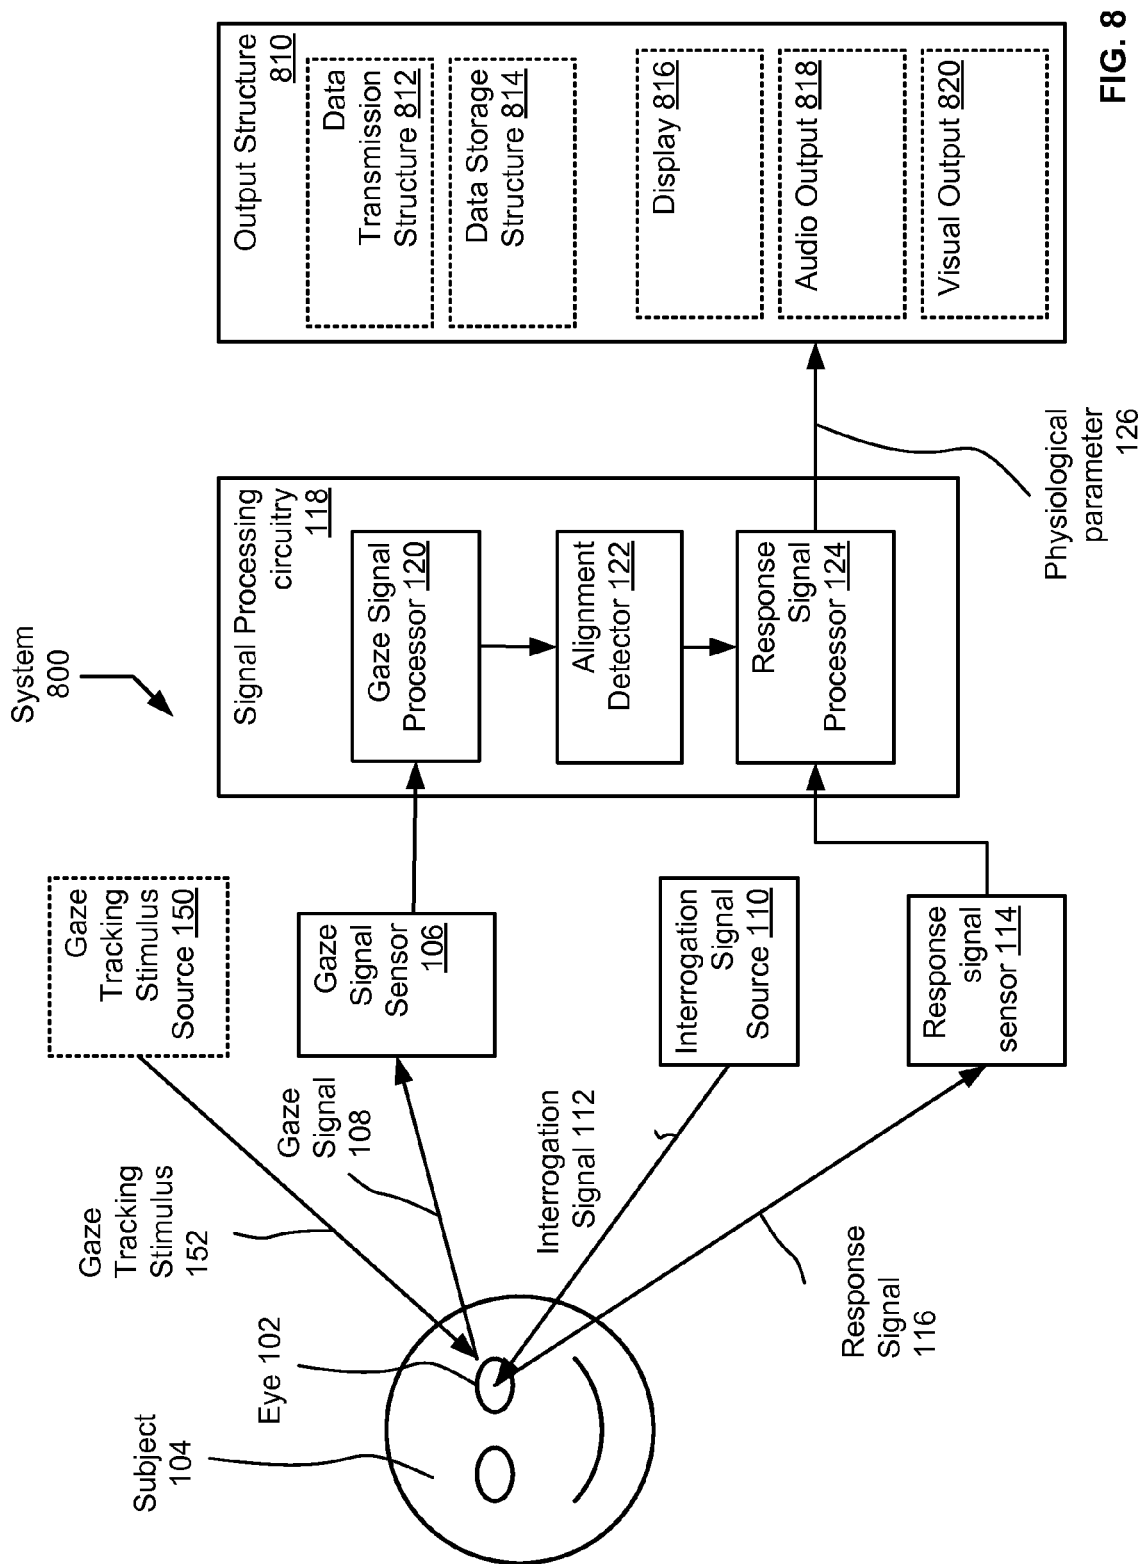 System
800
Gaze
Tracking
Stimulus
Source 150
Gaze
Tracking
Stimulus
152
Gaze
Signal
Sensor
106
Gaze
Signal
108
Eye 102
Subject
104
Interrogation
Signal
Source 110
Interrogation
Signal 112
Response
signal
sensor 114
Response
Signal
116
Signal Processing
circuitry
118
Gaze Signal
Processor 120
Alignment
Detector 122
Response
Signal
Processor 124
Physiological
parameter
126
Output Structure
810
Data
Transmission
Structure 812
Data Storage
Structure 814
Display 816
Audio Output 818
Visual Output 820
FIG. 8